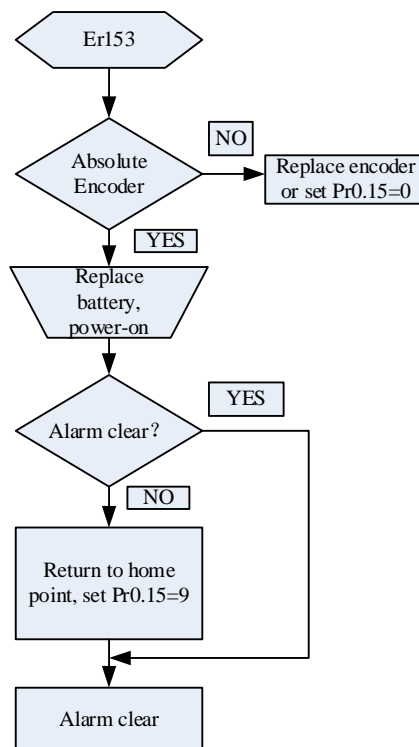 Er153
Absolute
Encoder
NO
Replace encoder
or set Pr0.15=0
YES
Replace
battery,
power-on
Alarm clear？
YES
NO
Return to home
point, set Pr0.15=9
Alarm clear